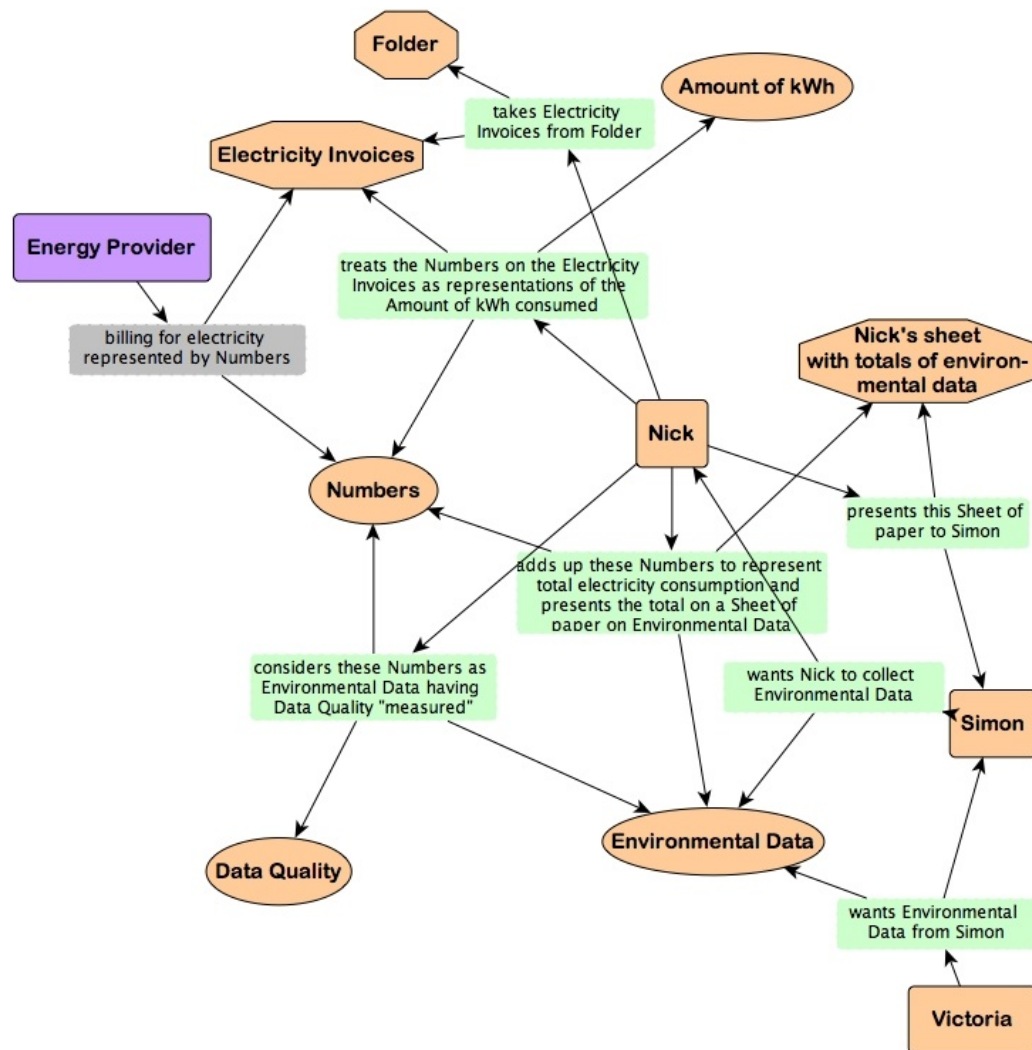 Folder
Amount of kWh
takes Electricity
Invoices from Folder
Electricity Invoices
Energy Provider
treats the Numbers on the Electricity
Invoices as representations of the
Amount of kWh consumed
billing for electricity
represented by Numbers
Nick's sheet
with totals of environ-
mental data
Nick
Numbers
presents this Sheet of
paper to Simon
adds up these Numbers to represent
total electricity consumption and
presents the total on a Sheet of
paper on Environmental Data
considers these Numbers as
Environmental Data having
Data Quality "measured"
wants Nick to collect
Environmental Data
Simon
Environmental Data
Data Quality
wants Environmental
Data from Simon
Victoria